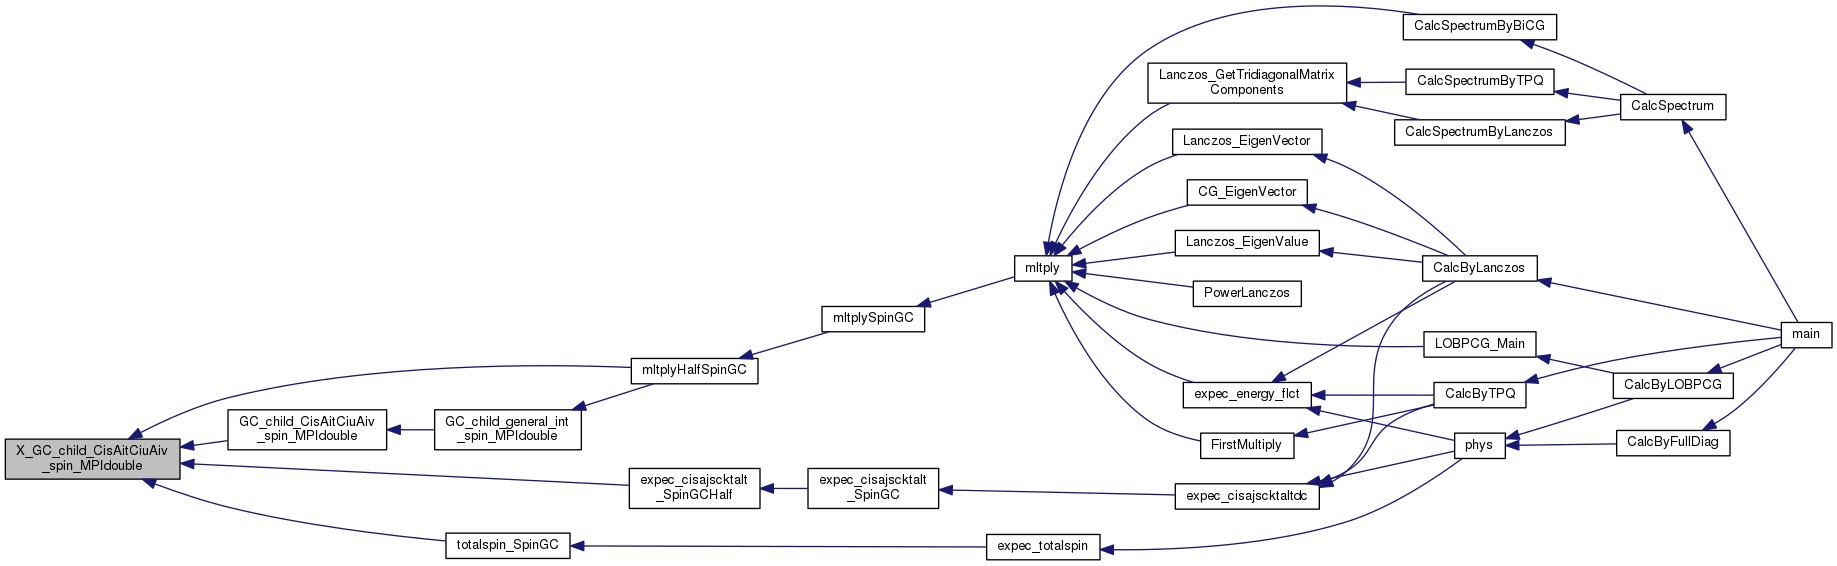 X_GC_child_CisAitCiuAiv
_spin_MPIdouble
GC_child_CisAitCiuAiv
_spin_MPIdouble
GC_child_general_int
_spin_MPIdouble
mltplyHalfSpinGC
mltplySpinGC
mltply
CalcSpectrumByBiCG
Lanczos_GetTridiagonalMatrix
Components
CalcSpectrumByTPQ
CalcSpectrumByLanczos
CalcSpectrum
Lanczos_EigenVector
CG_EigenVector
Lanczos_EigenValue
PowerLanczos
CalcByLanczos
LOBPCG_Main
expec_energy_flct
FirstMultiply
CalcByTPQ
CalcByLOBPCG
phys
CalcByFullDiag
main
expec_cisajscktalt
_SpinGCHalf
expec_cisajscktalt
_SpinGC
expec_cisajscktaltdc
totalspin_SpinGC
expec_totalspin